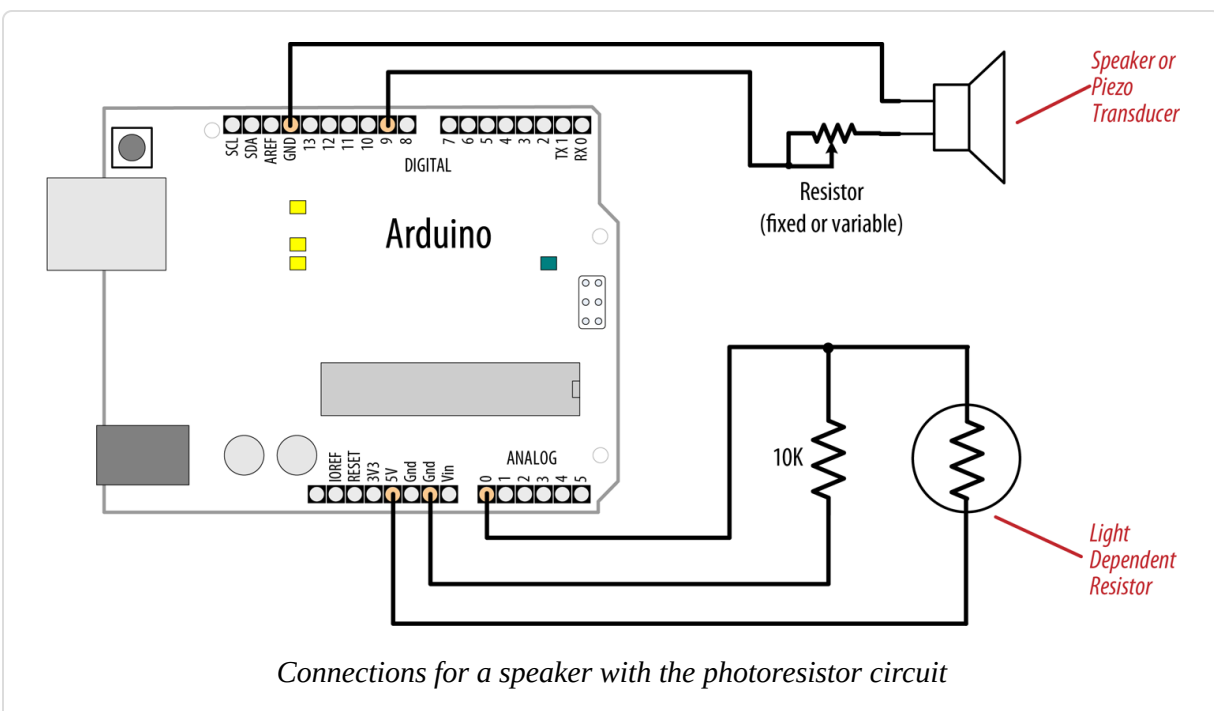 Speaker or
Piezo
Transducer
SCL
SDA
AREF
GND
13
12
11
10
9
8
7
6
5
4
3
2
TX 1
RX 0
DIGITAL
Resistor
(fixed or variable)
Arduino
IOREF
RESET
3V3
5V
Gnd
Gnd
Vin
ANALOG
0
1
2
3
4
5
10K
Light
Dependent
Resistor
Connections for a speaker with the photoresistor circuit